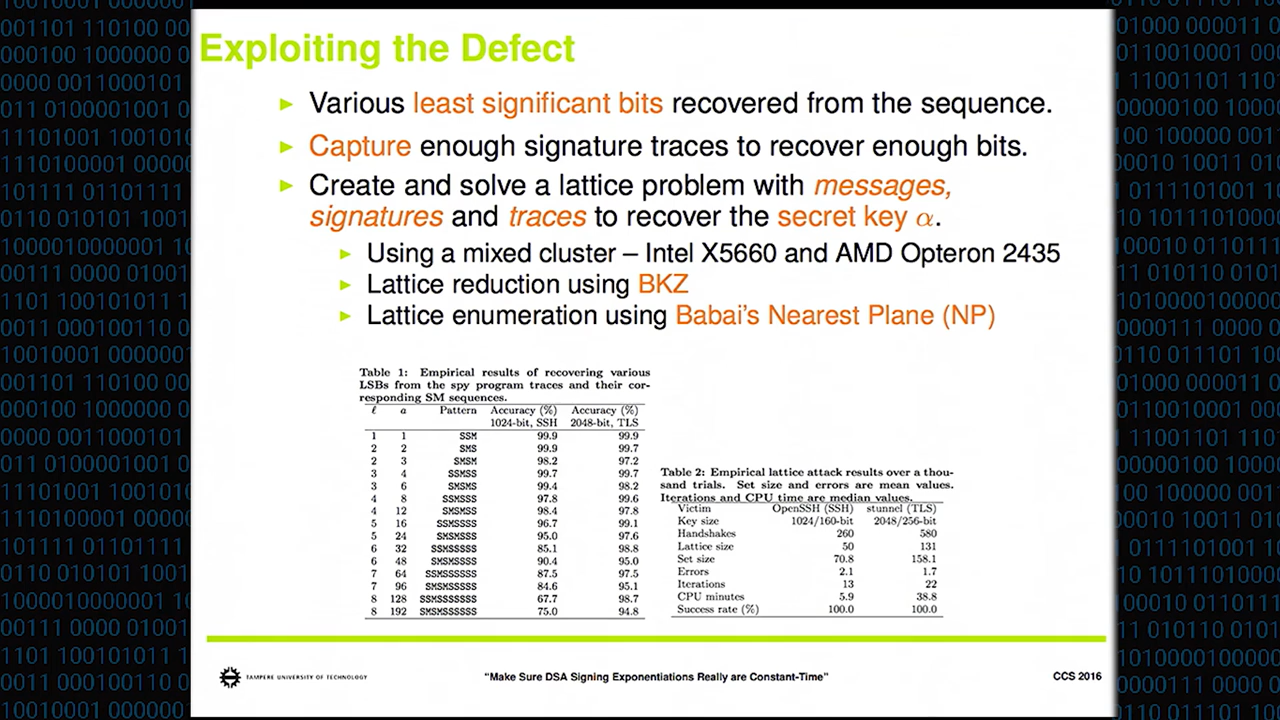 Exploiting the Defect
Various least significant bits recovered from the sequence.
Capture enough signature traces to recover enough bits.
Create and solve a lattice problem with messages,
signatures and traces to recover the secret key α.
Using a mixed cluster – Intel X5660 and AMD Opteron 2435
Lattice reduction using BKZ
Lattice enumeration using Babai's Nearest Plane (NP)
Table 1: Empirical results of recovering various
LSBs from the spy program traces and their cor-
responding SM sequences.
ℓ a Pattern Accuracy (%) Accuracy (%)
1024-bit, SSH 2048-bit, TLS
1 1 SSM 99.9 99.9
2 2 SMS 99.9 99.7
2 3 SMSM 98.2 97.2
3 4 SSMSS 99.7 99.7
3 6 SMSMS 99.4 98.2
4 8 SSMSSS 97.8 99.6
4 12 SMSMSS 98.4 97.8
5 16 SSMSSSS 96.7 99.1
5 24 SMSMSSS 95.0 97.6
6 32 SSMSSSSS 85.1 98.8
6 48 SMSMSSSS 90.4 95.0
7 64 SSMSSSSSS 87.5 97.5
7 96 SMSMSSSSS 84.6 95.1
8 128 SSMSSSSSSS 67.7 98.7
8 192 SMSMSSSSSS 75.0 94.8
Table 2: Empirical lattice attack results over a thou-
sand trials. Set size and errors are mean values.
Iterations and CPU time are median values.
Victim OpenSSH (SSH) stunnel (TLS)
Key size 1024/160-bit 2048/256-bit
Handshakes 260 580
Lattice size 50 131
Set size 70.8 158.1
Errors 2.1 1.7
Iterations 13 22
CPU minutes 5.9 38.8
Success rate (%) 100.0 100.0
TAMPERE UNIVERSITY OF TECHNOLOGY
"Make Sure DSA Signing Exponentiations Really are Constant-Time"
CCS 2016